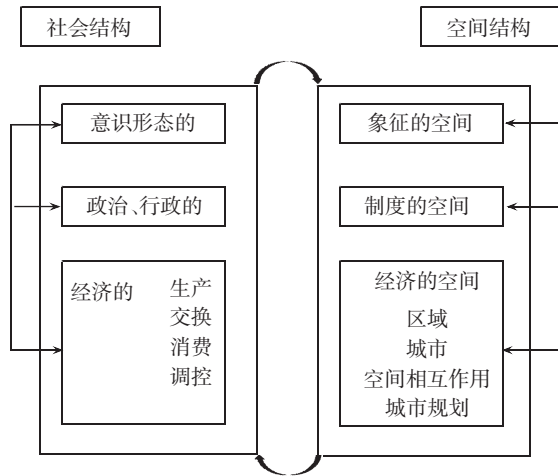 社会结构
空间结构
意识形态的
政治、行政的
经济的
生产
交换
消费
调控
象征的空间
制度的空间
经济的空间
区域
城市
空间相互作用
城市规划